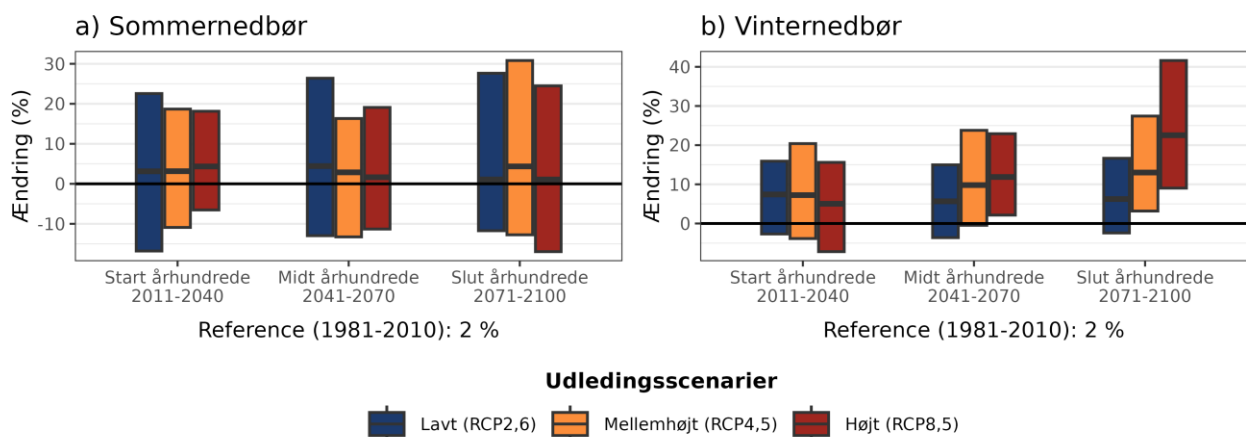 a) Sommernedbør
Ændring (%)
30
20
10
0
-10
Start århundrede
2011-2040
Midt århundrede
2041-2070
Slut århundrede
2071-2100
Reference (1981-2010): 2 %
b) Vinternedbør
Ændring (%)
40
30
20
10
0
Start århundrede
2011-2040
Midt århundrede
2041-2070
Slut århundrede
2071-2100
Reference (1981-2010): 2 %
Udledingsscenarier
Lavt (RCP2,6)
Mellemhøjt (RCP4,5)
Højt (RCP8,5)